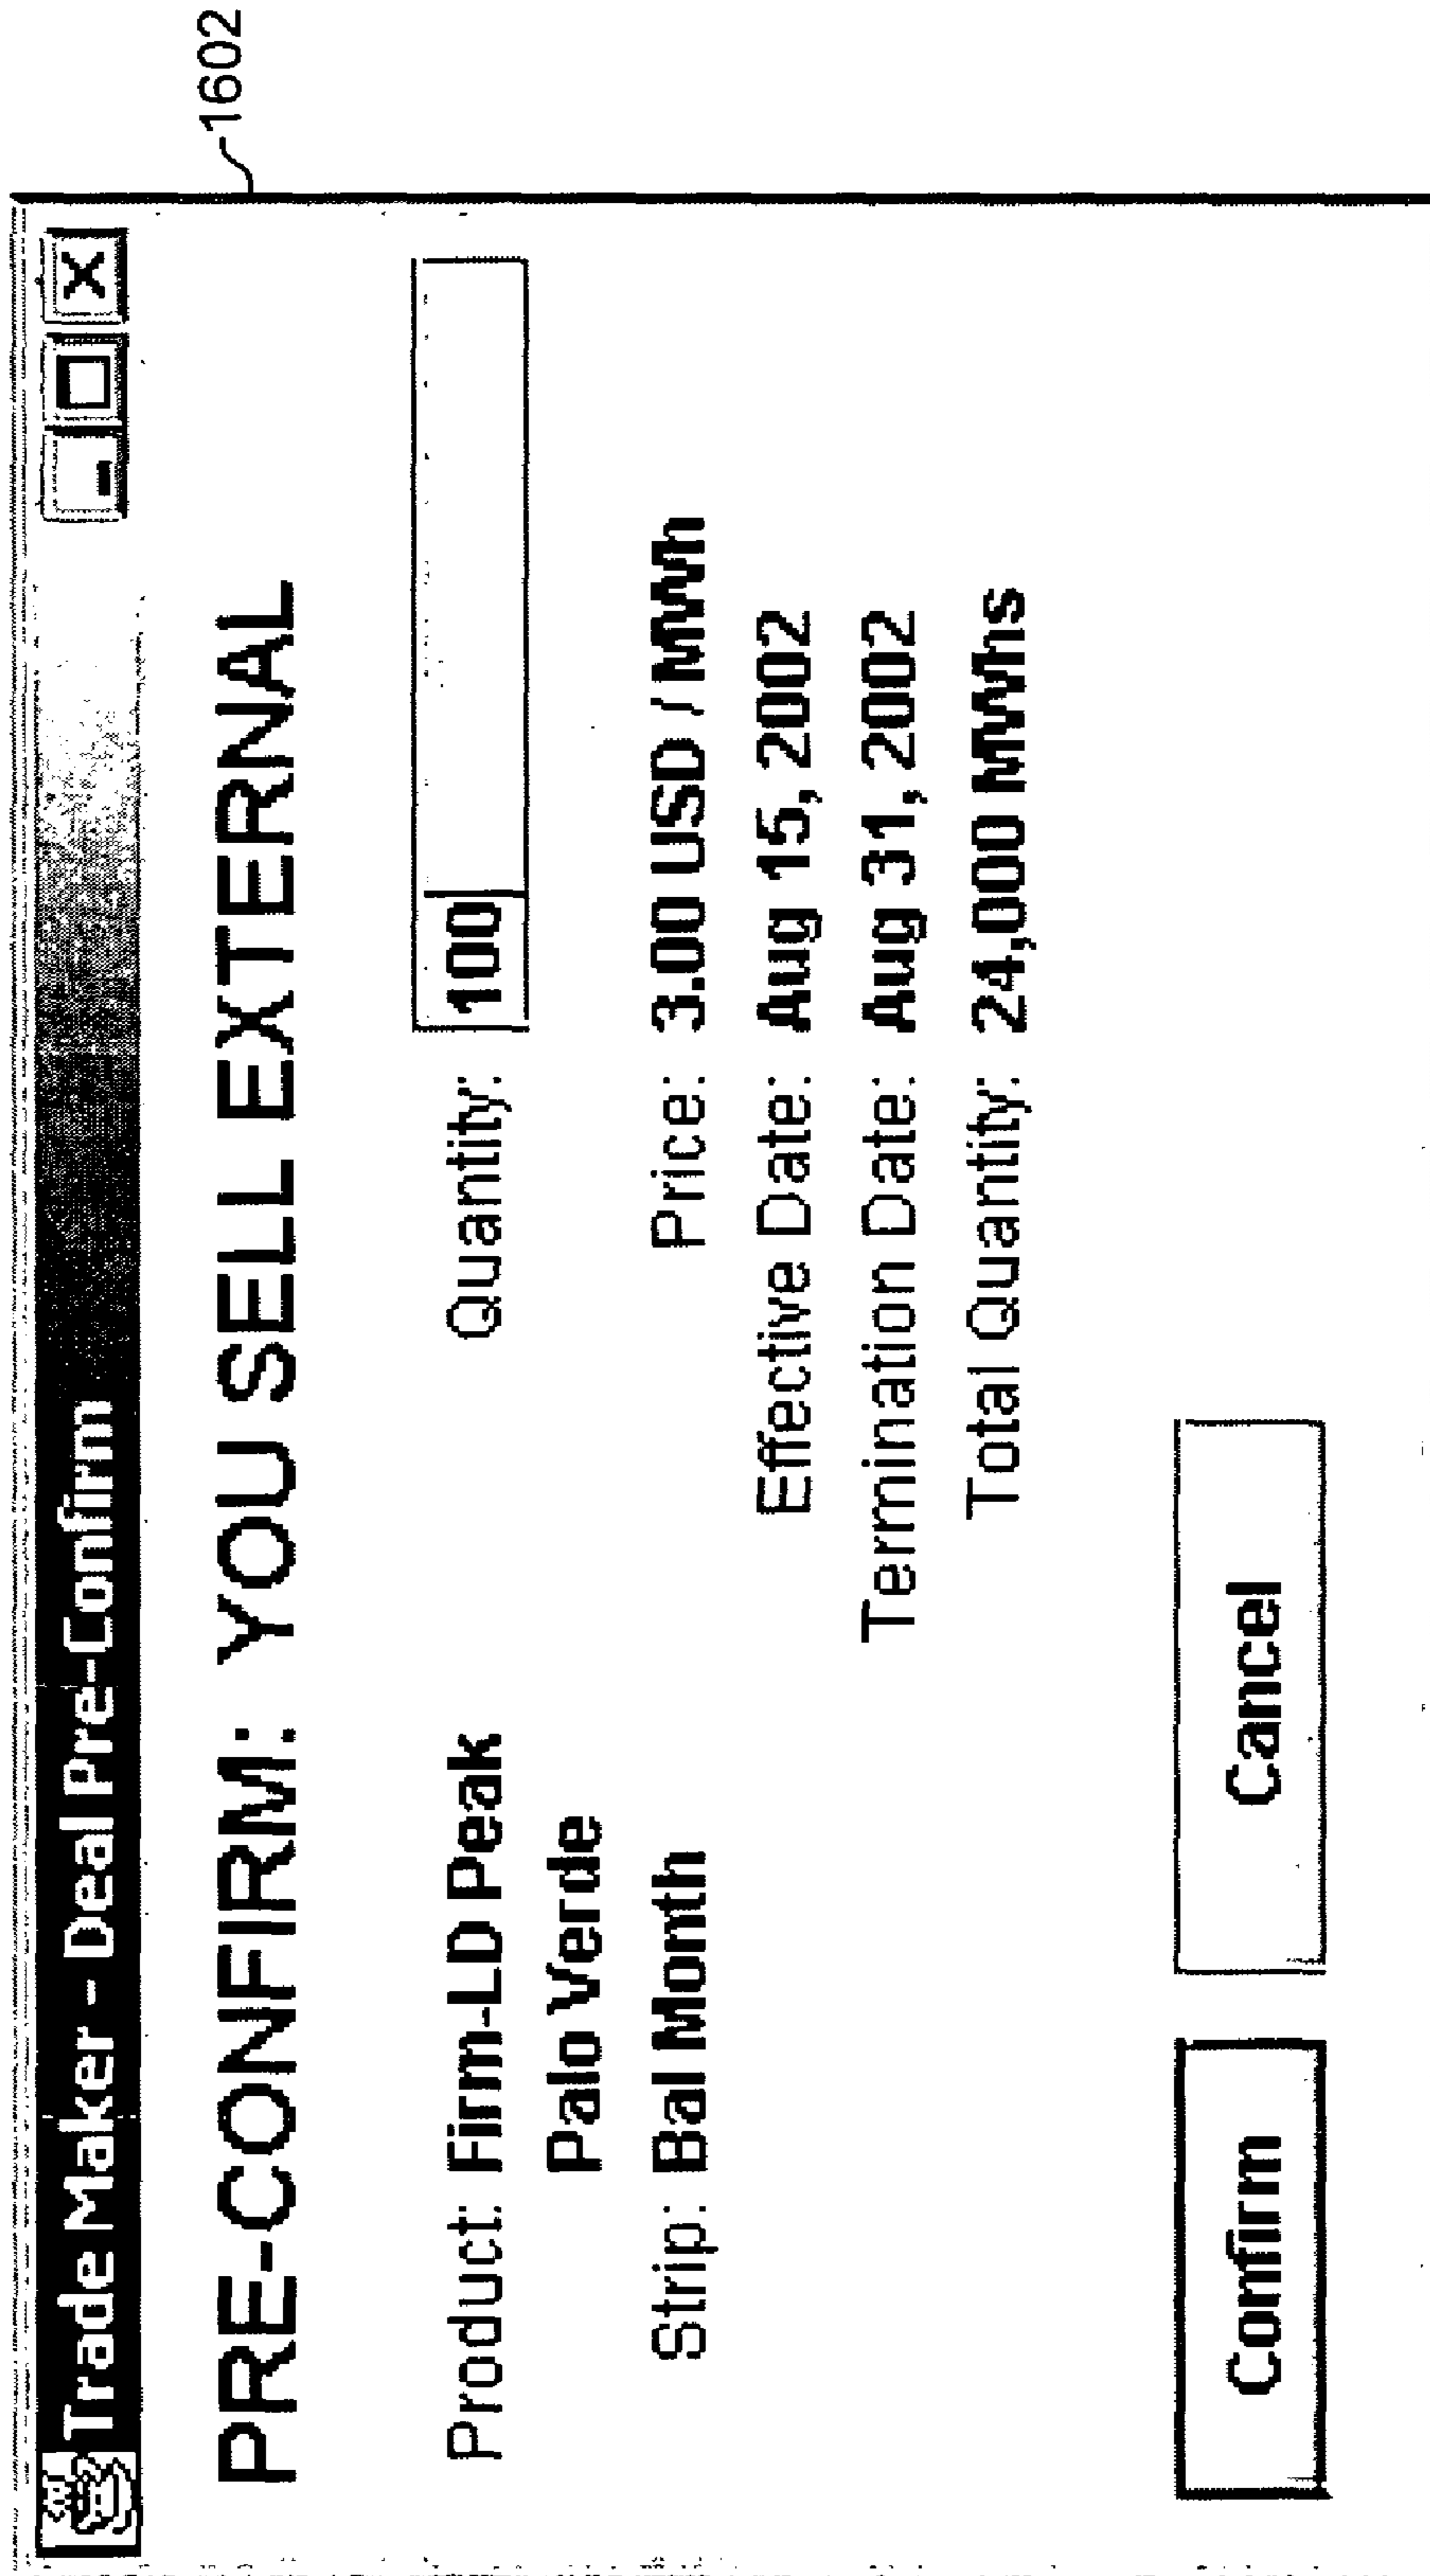 1602
Trade Maker - Deal Pre-Confirm
PRE-CONFIRM: YOU SELL EXTERNAL
Product: Firm-LD Peak Quantity: 100
Palo Verde
Strip: Bal Month Price: 3.00 USD / MWh
Effective Date: Aug 15, 2002
Termination Date: Aug 31, 2002
Total Quantity: 24,000 MWhs
Confirm Cancel